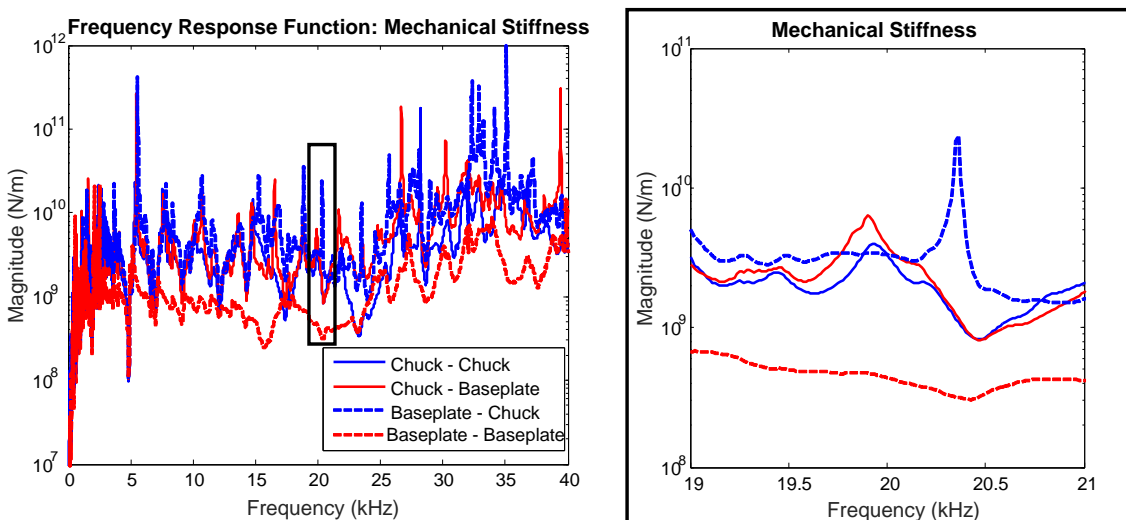 Frequency Response Function: Mechanical Stiffness
10^12
10^11
10^10
10^9
10^8
10^7
Magnitude (N/m)
0 5 10 15 20 25 30 35 40
Frequency (kHz)
Chuck - Chuck
Chuck - Baseplate
Baseplate - Chuck
Baseplate - Baseplate
Mechanical Stiffness
10^11
10^10
10^9
10^8
Magnitude (N/m)
19 19.5 20 20.5 21
Frequency (kHz)